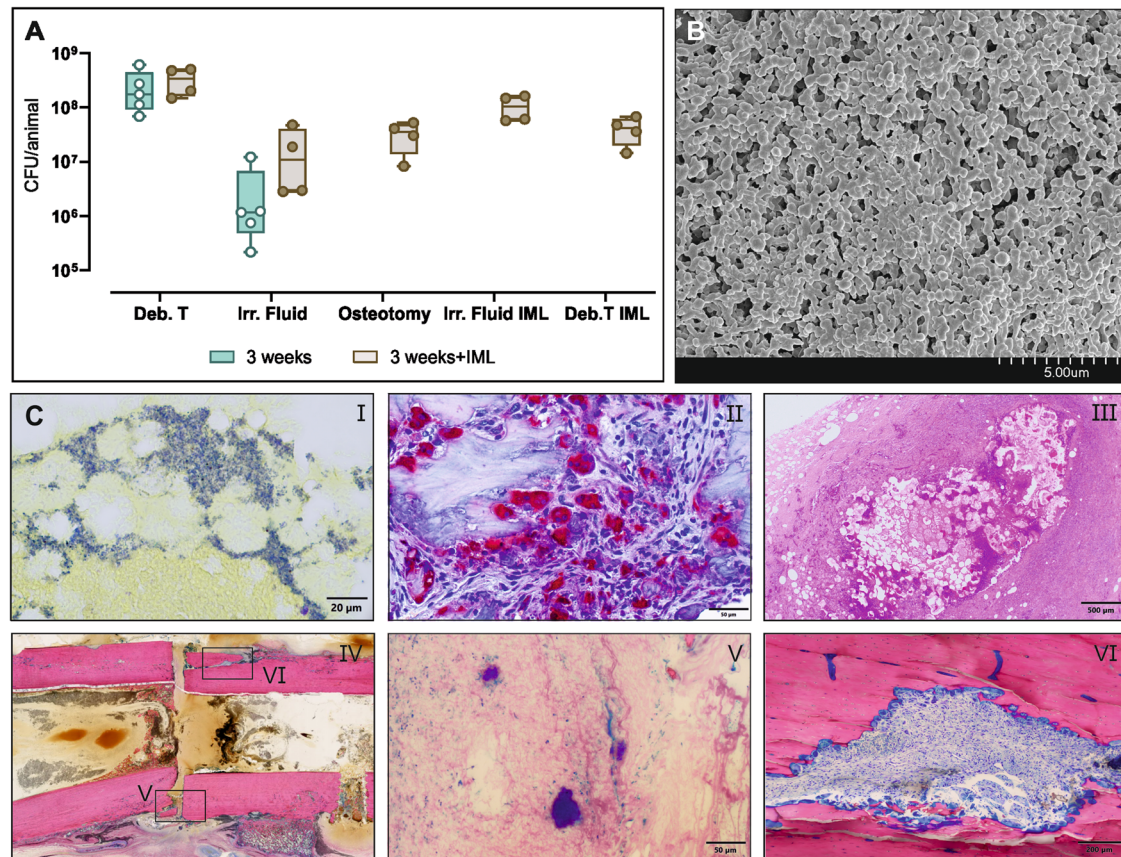 A
10⁹
10⁸
10⁷
10⁶
10⁵
CFU/animal
Deb. T
Irr. Fluid
Osteotomy
Irr. Fluid IML
Deb.T IML
3 weeks
3 weeks+IML
B
5.00um
C
I
20 µm
II
50 µm
III
500 µm
IV
VI
V
V
50 µm
VI
200 µm